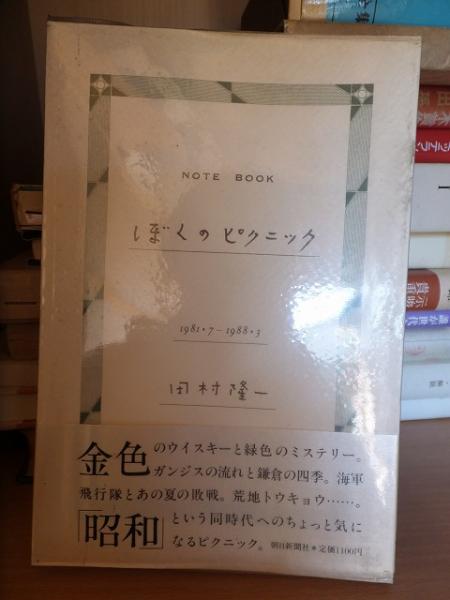 NOTE BOOK
ぼくのピクニック
1981・7－1988・3
田村隆一
金色のウイスキーと緑色のミステリー。
ガンジスの流れと鎌倉の四季。海軍
飛行隊とあの夏の敗戦。荒地トウキョウ……。
「昭和」という同時代へのちょっと気に
なるピクニック。 朝日新聞社＊定価1100円